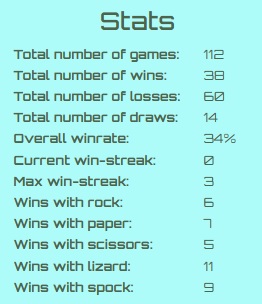 Stats
Total number of games: 112
Total number of wins: 38
Total number of losses: 60
Total number of draws: 14
Overall winrate: 34%
Current win-streak: 0
Max win-streak: 3
Wins with rock: 6
Wins with paper: 7
Wins with scissors: 5
Wins with lizard: 11
Wins with spock: 9